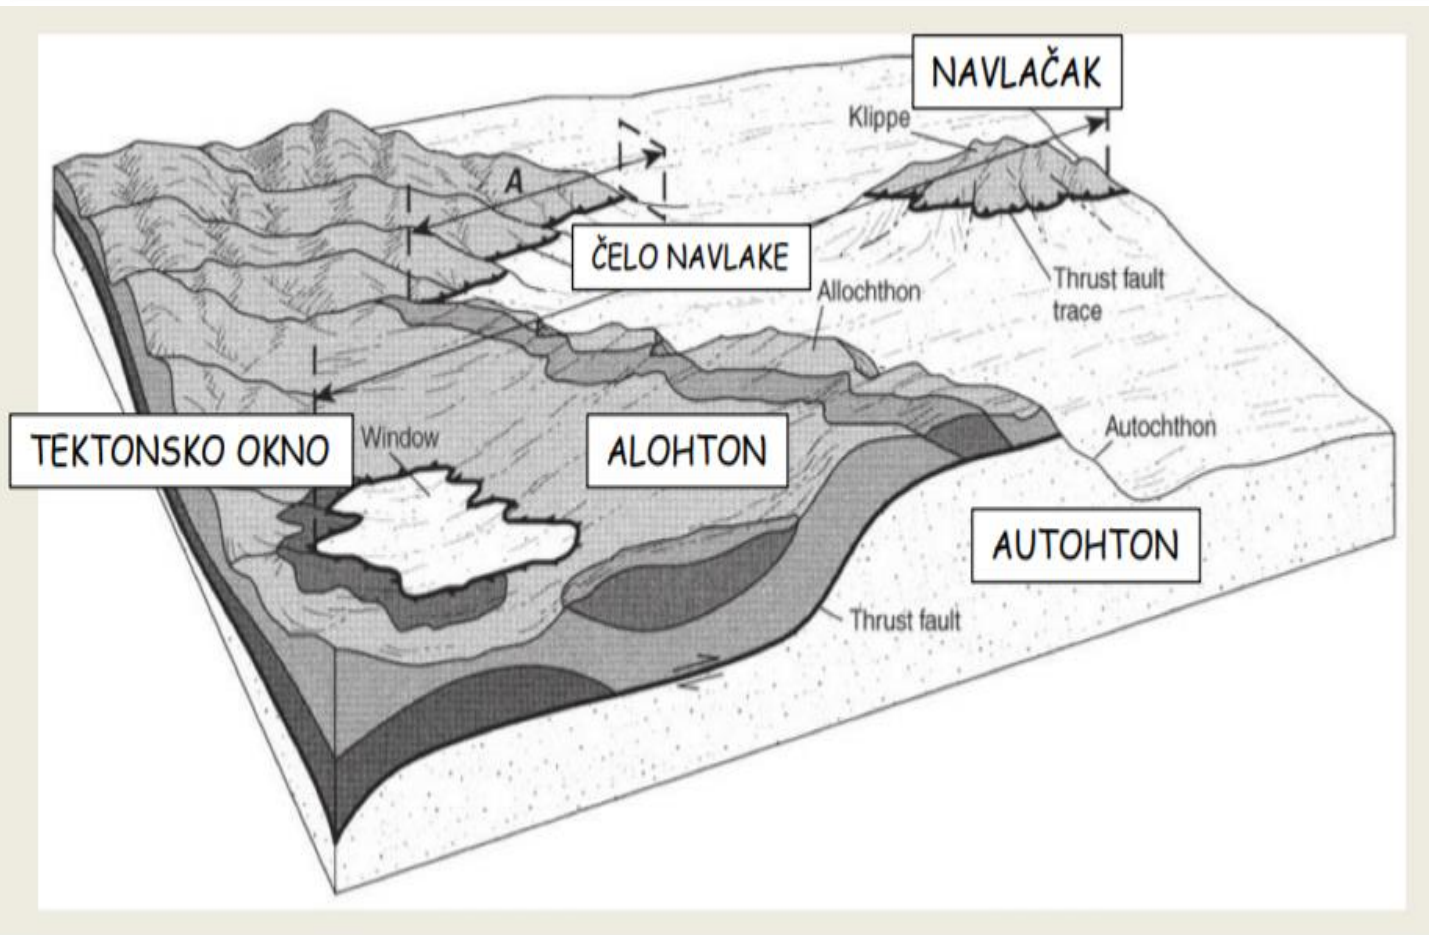 NAVLAČAK
Klippe
A
ČELO NAVLAKE
Thrust fault
trace
Allochthon
TEKTONSKO OKNO
Window
ALOHTON
Autochthon
AUTOHTON
Thrust fault